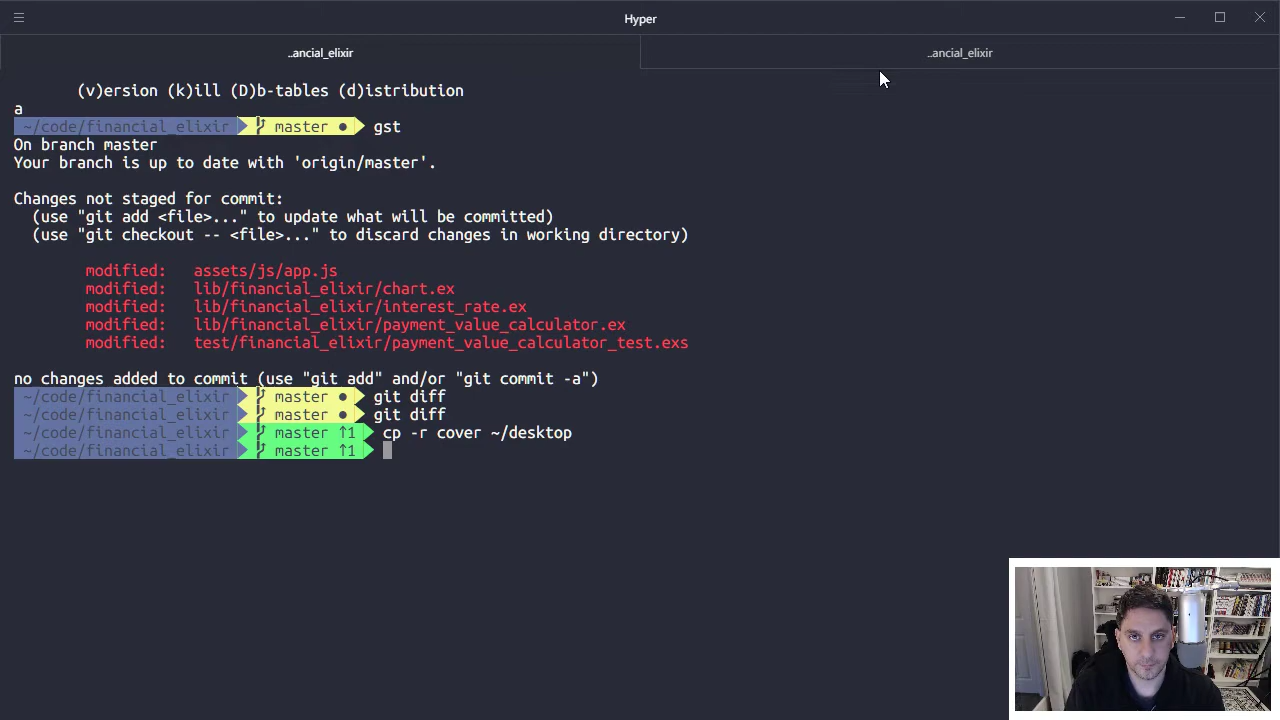 Hyper
..ancial_elixir
..ancial_elixir
(v)ersion (k)ill (D)b-tables (d)istribution
a
~/code/financial_elixir master ● gst
On branch master
Your branch is up to date with 'origin/master'.
Changes not staged for commit:
(use "git add <file>..." to update what will be committed)
(use "git checkout -- <file>..." to discard changes in working directory)
modified: assets/js/app.js
modified: lib/financial_elixir/chart.ex
modified: lib/financial_elixir/interest_rate.ex
modified: lib/financial_elixir/payment_value_calculator.ex
modified: test/financial_elixir/payment_value_calculator_test.exs
no changes added to commit (use "git add" and/or "git commit -a")
~/code/financial_elixir master ● git diff
~/code/financial_elixir master ● git diff
~/code/financial_elixir master ↑1 cp -r cover ~/desktop
~/code/financial_elixir master ↑1